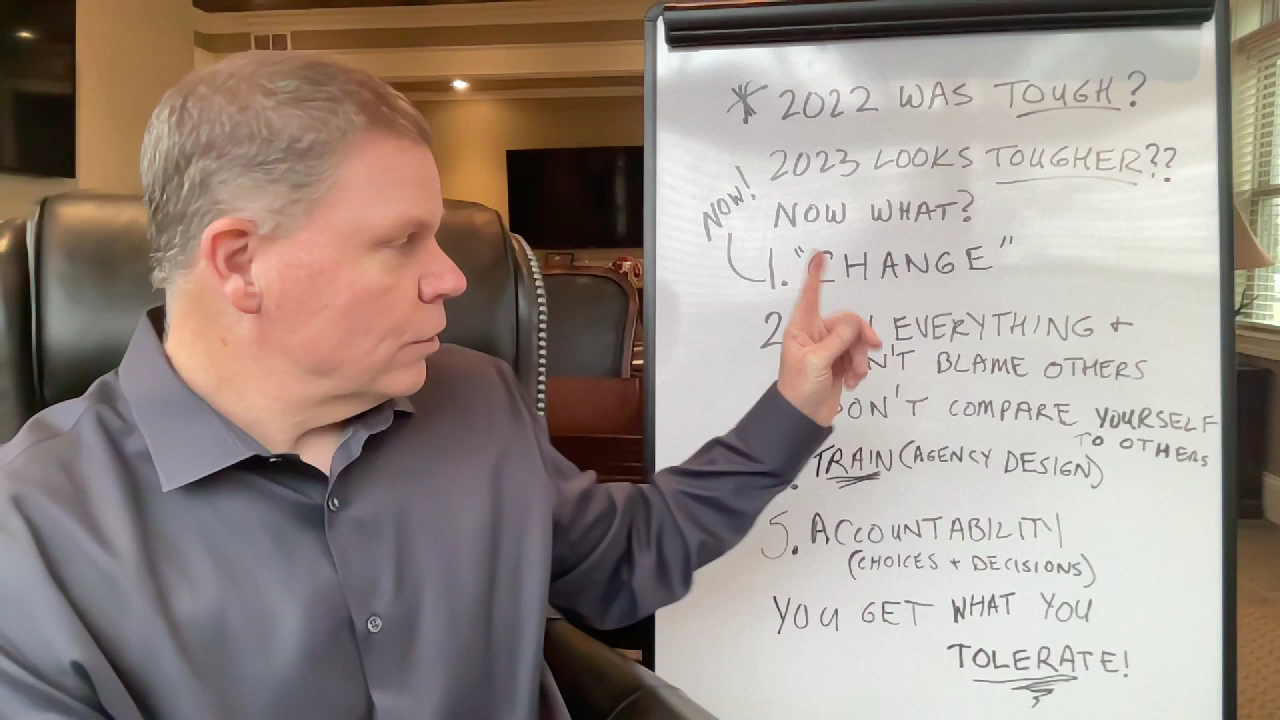 * 2022 WAS TOUGH?
2023 LOOKS TOUGHER??
NOW!
NOW WHAT?
1. "CHANGE"
2 EVERYTHING +
N'T BLAME OTHERS
DON'T COMPARE YOURSELF
TO OTHERS
. TRAIN (AGENCY DESIGN)
5. ACCOUNTABILITY
(CHOICES + DECISIONS)
YOU GET WHAT YOU
TOLERATE!